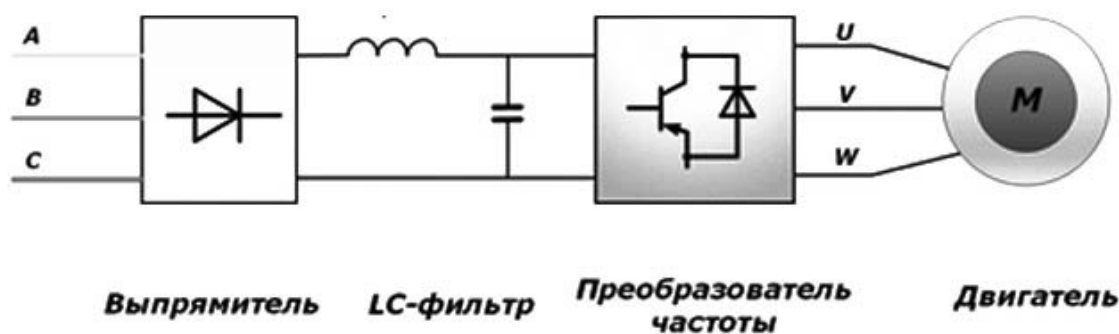 A
B
C
U
V
W
M
Выпрямитель
LC-фильтр
Преобразователь
частоты
Двигатель